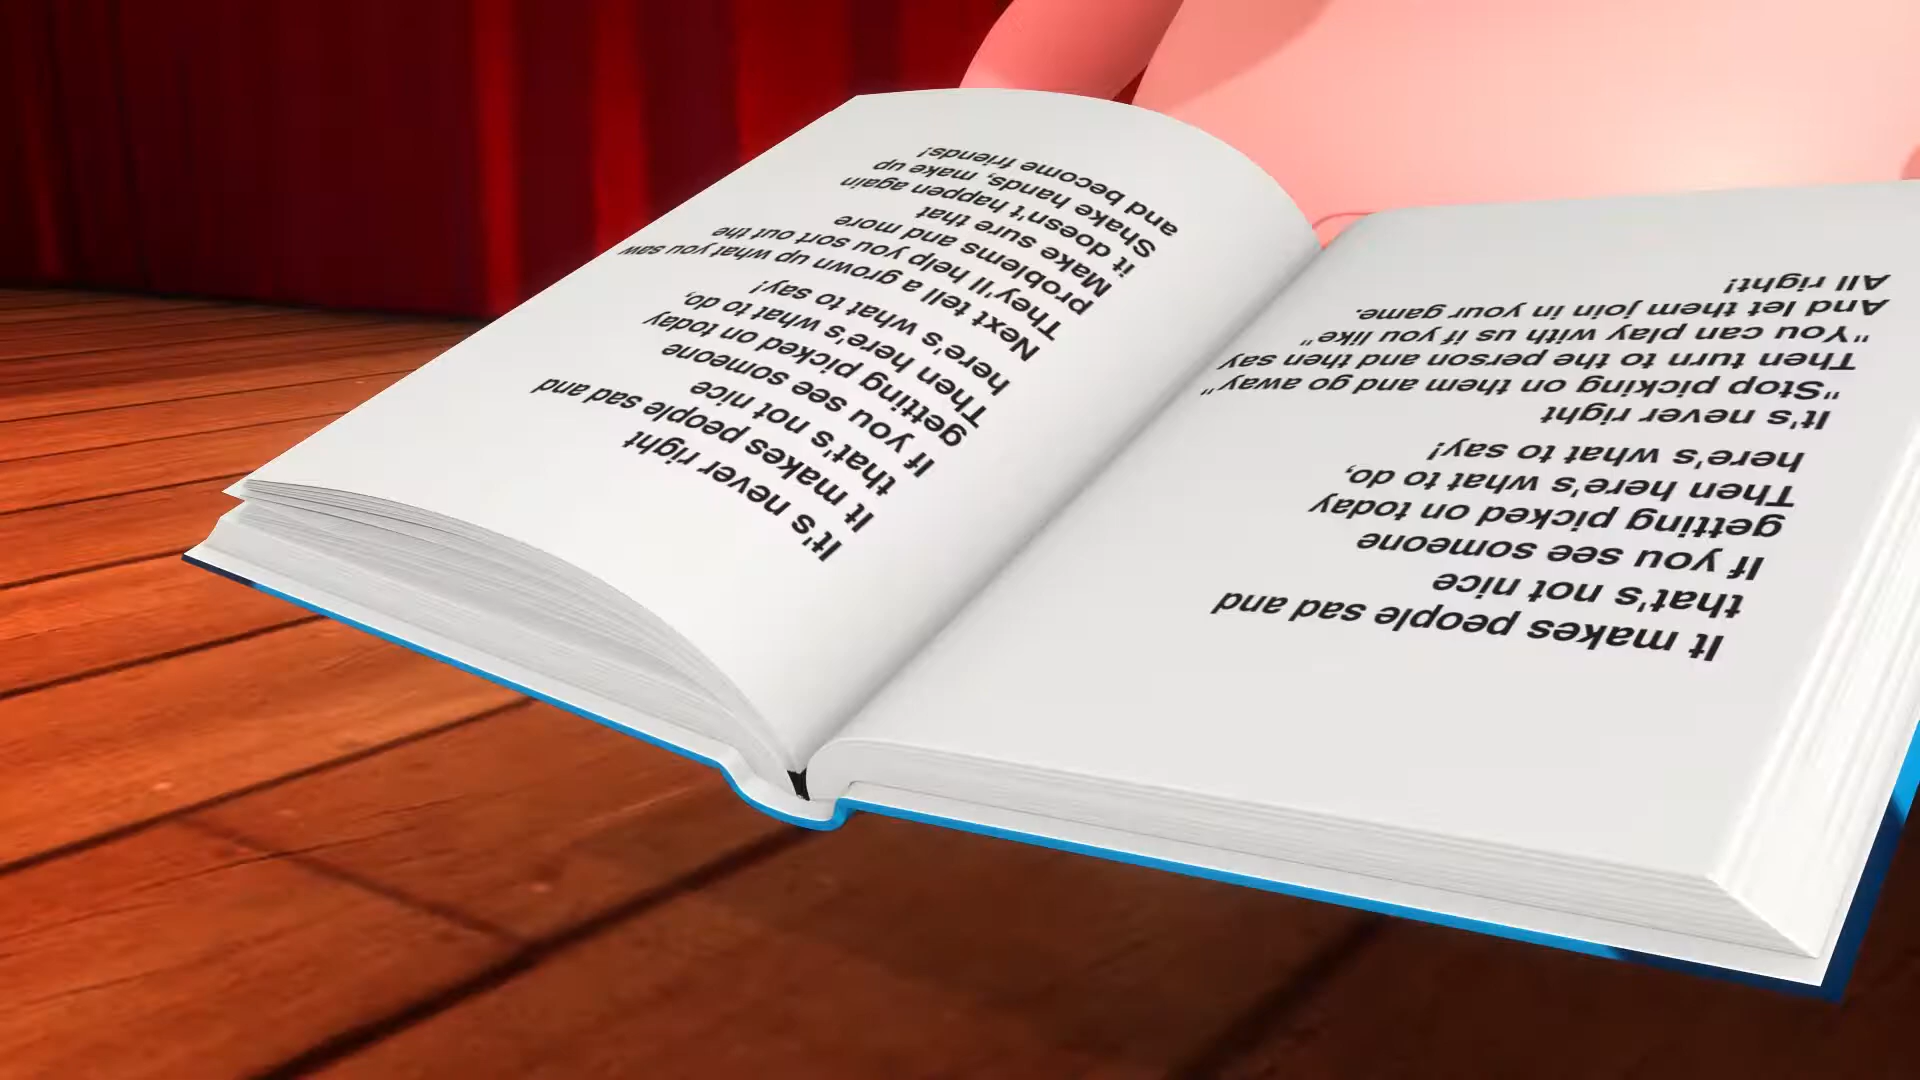 It makes people sad and
that's not nice
If you see someone
getting picked on today
Then here's what to do,
here's what to say!
It's never right
"Stop picking on them and go away"
Then turn to the person and then say
"You can play with us if you like"
And let them join in your game.
All right!
It's never right
It makes people sad and
that's not nice
If you see someone
getting picked on today
Then here's what to do,
here's what to say!
Next tell a grown up what you saw
They'll help you sort out the
problems and more
Make sure that
it doesn't happen again
Shake hands, make up
and become friends!